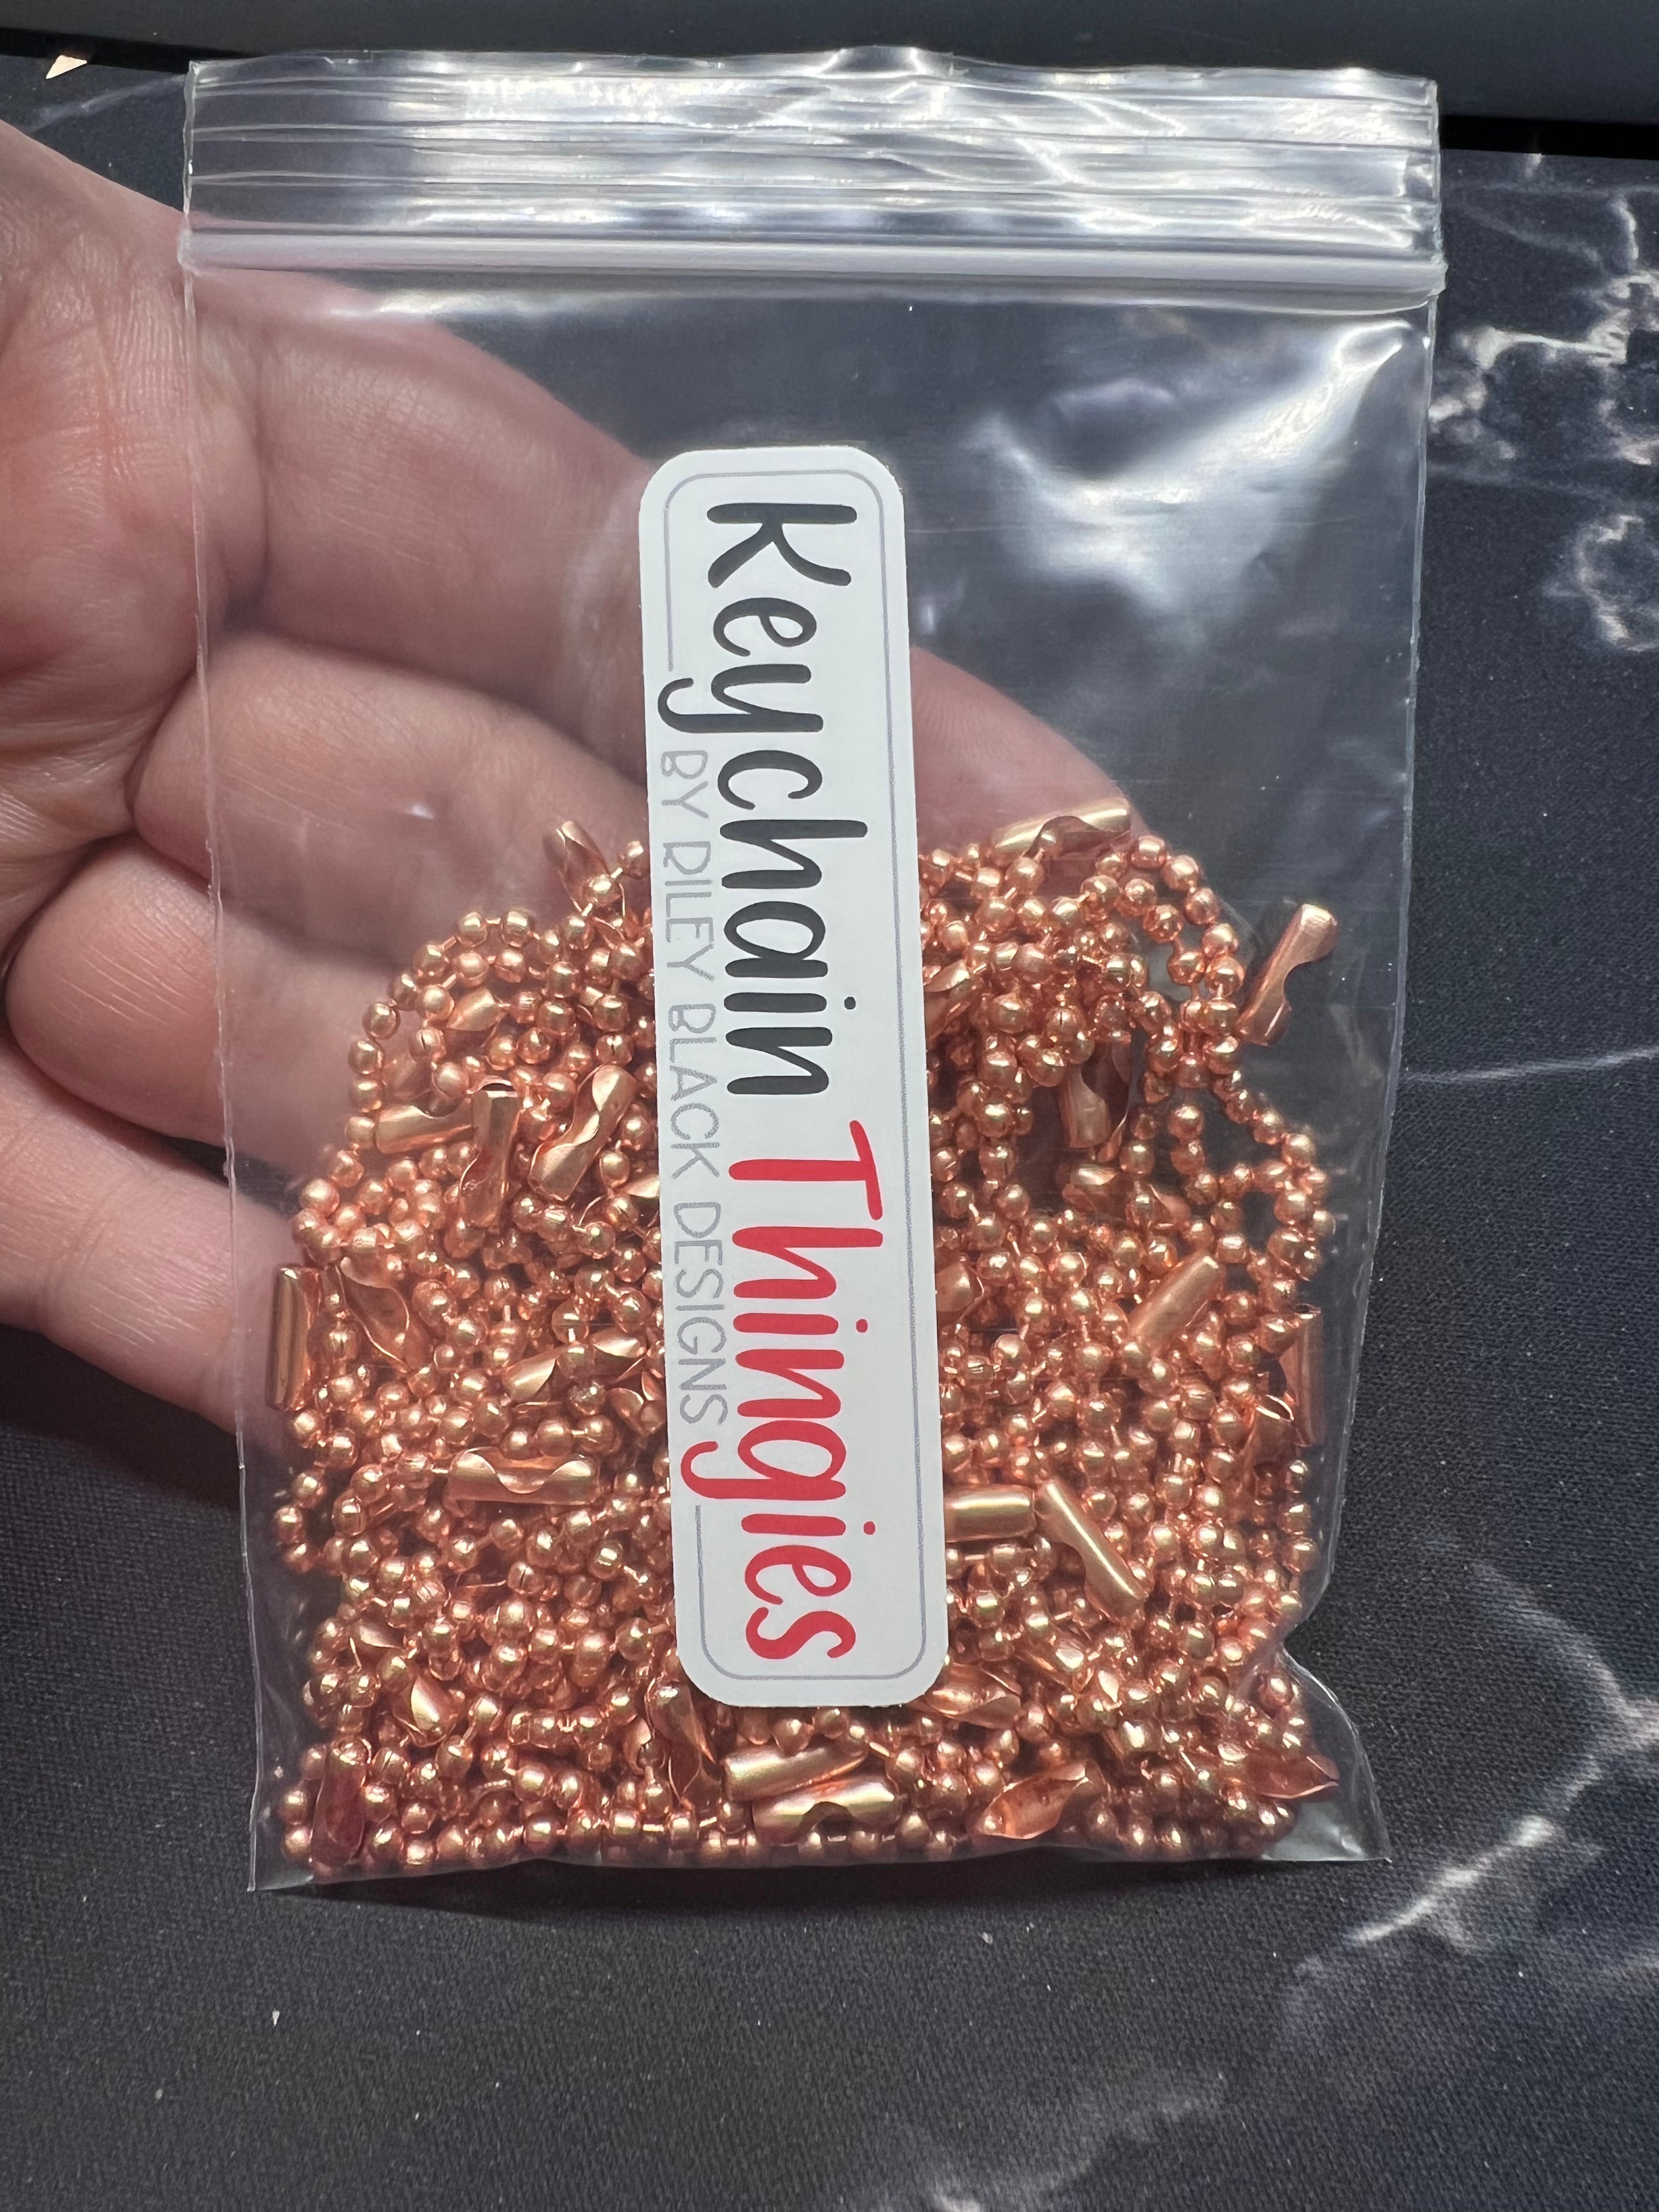 Keychain Thingies
BY RILEY BLACK DESIGNS